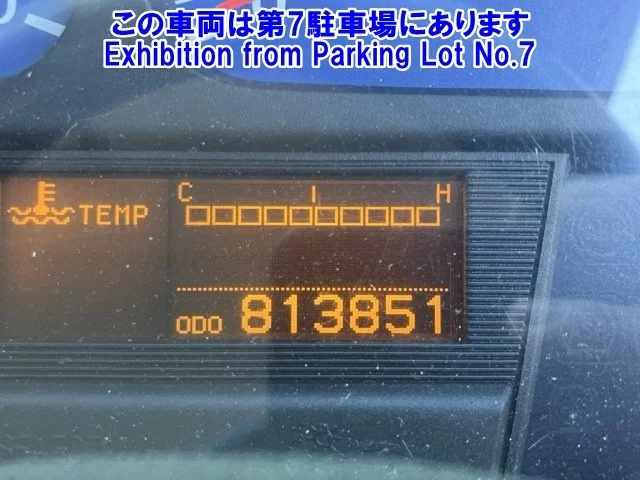 この車両は第7駐車場にあります
Exhibition from Parking Lot No.7
C H
TEMP
ODO 813851